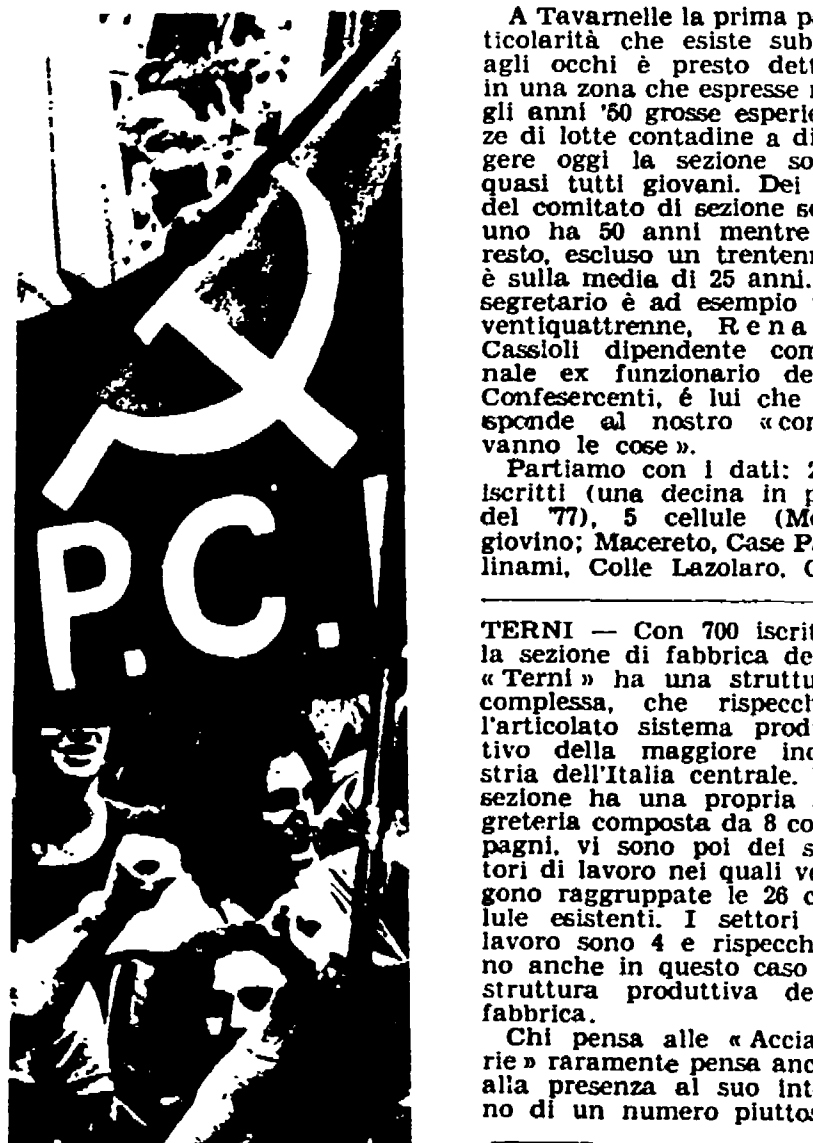 P.C.I
A Tavarnelle la prima p
ticolarità che esiste sub
agli occhi è presto dett
in una zona che espresse
gli anni '50 grosse esperie
ze di lotte contadine a di
gere oggi la sezione so
quasi tutti giovani. Dei
del comitato di sezione so
uno ha 50 anni mentre
resto, escluso un trentenn
è sulla media di 25 anni.
segretario è ad esempio
ventiquattrenne, Rena
Cassioli dipendente com
nale ex funzionario de
Confesercenti, é lui che
sponde al nostro «com
vanno le cose».
Partiamo con i dati: 2
iscritti (una decina in p
del '77), 5 cellule (Mo
giovino; Macereto, Case P
linami, Colle Lazolaro, C
TERNI — Con 700 iscrit
la sezione di fabbrica de
«Terni» ha una struttu
complessa, che rispecch
l'articolato sistema prod
tivo della maggiore ind
stria dell'Italia centrale.
sezione ha una propria
greteria composta da 8 co
pagni, vi sono poi dei s
tori di lavoro nei quali ve
gono raggruppate le 26 c
lule esistenti. I settori
lavoro sono 4 e rispecch
no anche in questo caso
struttura produttiva de
fabbrica.
Chi pensa alle «Accia
rie» raramente pensa anc
alla presenza al suo int
no di un numero piuttos